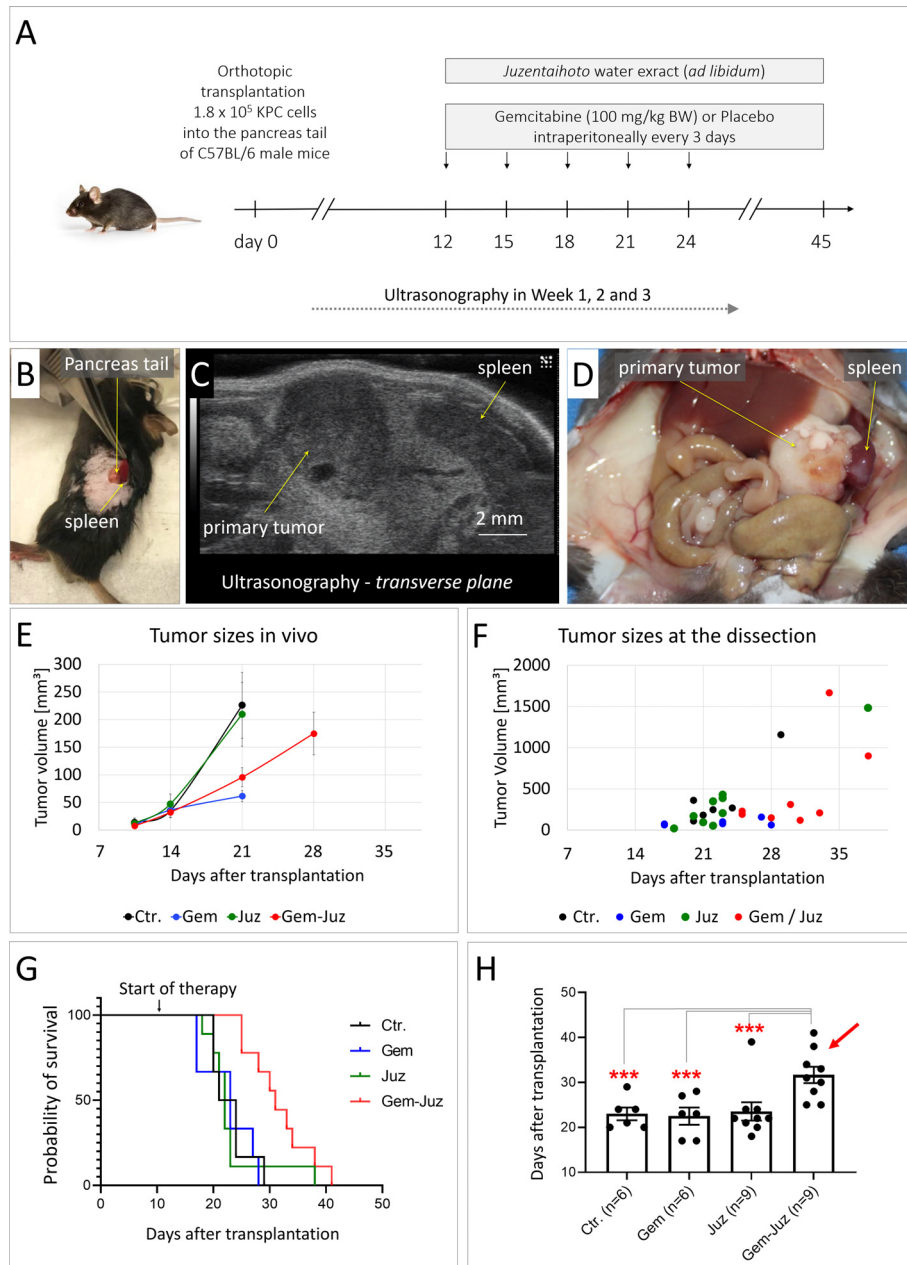 A
Orthotopic
transplantation
1.8 x 10⁵ KPC cells
into the pancreas tail
of C57BL/6 male mice
Juzentaihoto water exctract (ad libidum)
Gemcitabine (100 mg/kg BW) or Placebo
intraperitoneally every 3 days
day 0 12 15 18 21 24 45
Ultrasonography in Week 1, 2 and 3
B
Pancreas tail
spleen
C
spleen
primary tumor
2 mm
Ultrasonography - transverse plane
D
primary tumor
spleen
E
Tumor sizes in vivo
Tumor volume [mm³]
300
250
200
150
100
50
0
7 14 21 28 35
Days after transplantation
Ctr. Gem Juz Gem-Juz
F
Tumor sizes at the dissection
Tumor Volume [mm³]
2000
1500
1000
500
0
7 14 21 28 35
Days after transplantation
Ctr. Gem Juz Gem / Juz
G
Start of therapy
Probability of survival
100
50
0
0 10 20 30 40 50
Days after transplantation
Ctr.
Gem
Juz
Gem-Juz
H
Days after transplantation
50
40
30
20
10
*** *** ***
Ctr. (n=6)
Gem (n=6)
Juz (n=9)
Gem-Juz (n=9)